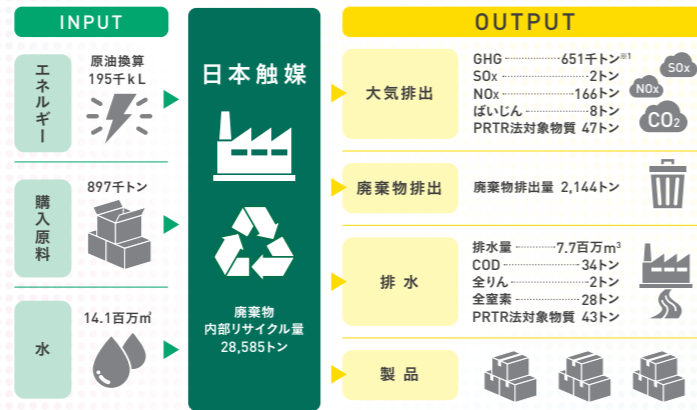 INPUT
エネルギー
原油換算
195千kL
購入原料
897千トン
水
14.1百万㎥
日本触媒
廃棄物
内部リサイクル量
28,585トン
OUTPUT
大気排出
GHG 651千トン※1
SOx 2トン
NOx 166トン
ばいじん 8トン
PRTR法対象物質 47トン
SOx
NOx
CO2
廃棄物排出
廃棄物排出量 2,144トン
排水
排水量 7.7百万m³
COD 34トン
全りん 2トン
全窒素 28トン
PRTR法対象物質 43トン
製品